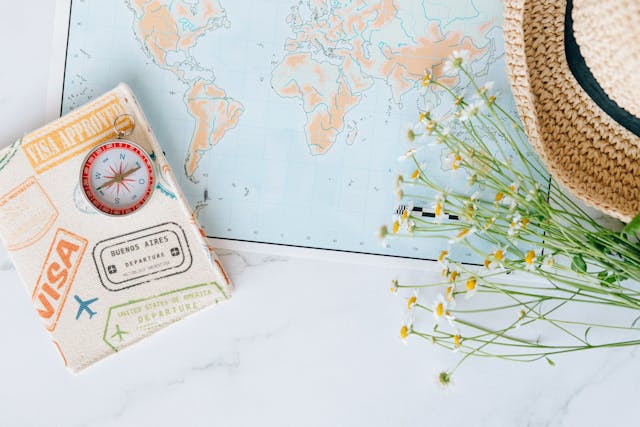 VISA APPROVED
N
O
W
BUENOS AIRES
DEPARTURE
VISA
UNITED STATES OF AMERICA
DEPARTURE